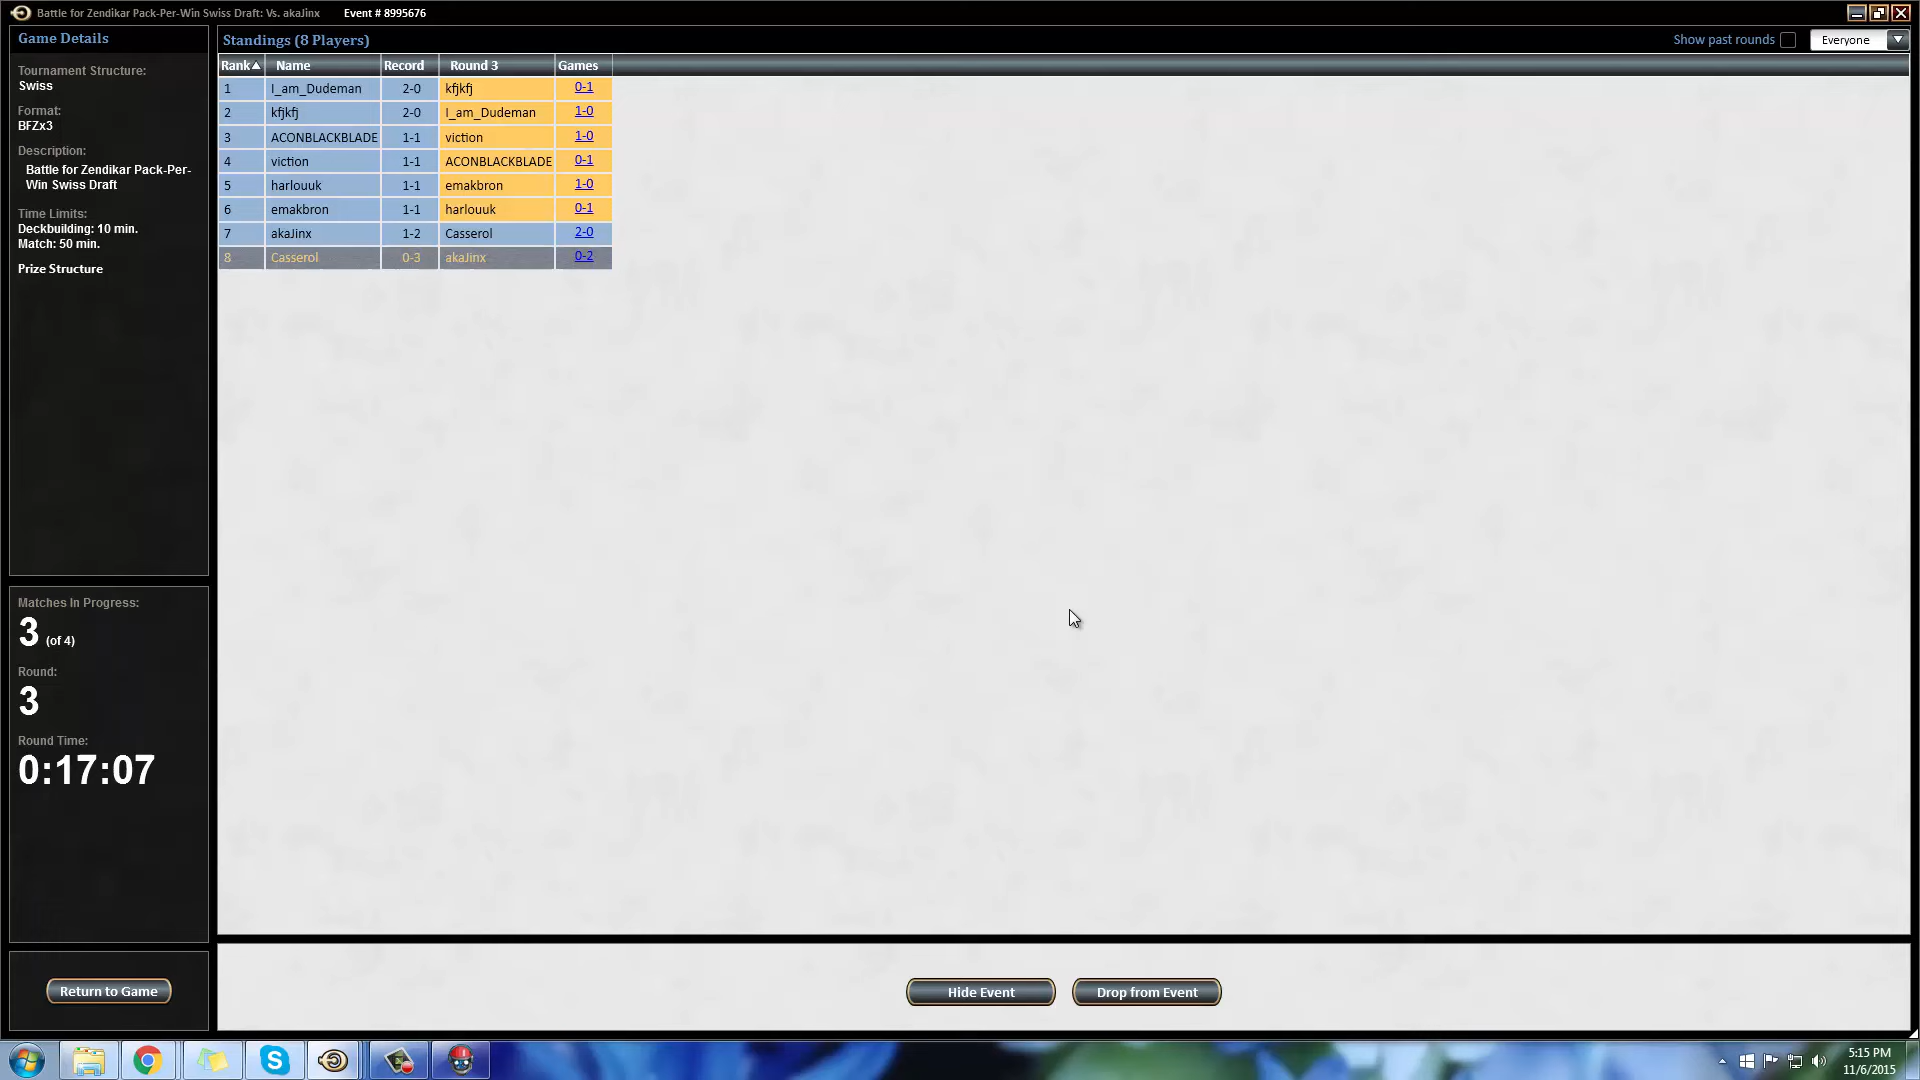 Battle for Zendikar Pack-Per-Win Swiss Draft: Vs. akaJinx Event # 8995676
Game Details
Tournament Structure:
Swiss
Format:
BFZx3
Description:
Battle for Zendikar Pack-Per-
Win Swiss Draft
Time Limits:
Deckbuilding: 10 min.
Match: 50 min.
Prize Structure
Standings (8 Players) Show past rounds Everyone
Rank Name Record Round 3 Games
1 I_am_Dudeman 2-0 kfjkfj 0-1
2 kfjkfj 2-0 I_am_Dudeman 1-0
3 ACONBLACKBLADE 1-1 viction 1-0
4 viction 1-1 ACONBLACKBLADE 0-1
5 harlouuk 1-1 emakbron 1-0
6 emakbron 1-1 harlouuk 0-1
7 akaJinx 1-2 Casserol 2-0
8 Casserol 0-3 akaJinx 0-2
Matches In Progress:
3 (of 4)
Round:
3
Round Time:
0:17:07
Return to Game
Hide Event Drop from Event
5:15 PM
11/6/2015